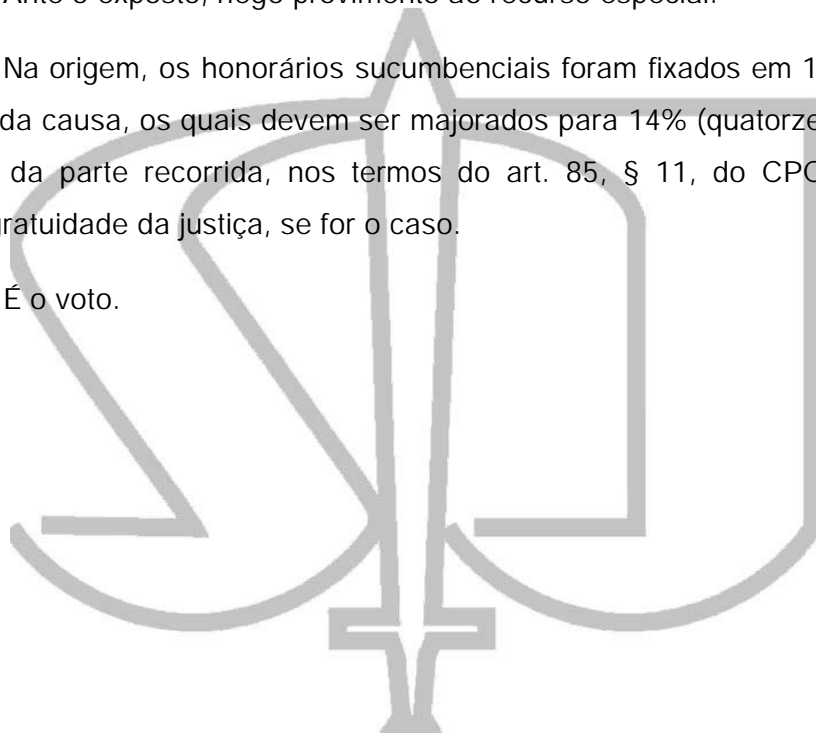 Ante o exposto, nego provimento ao recurso especial.
Na origem, os honorários sucumbenciais foram fixados em 1
da causa, os quais devem ser majorados para 14% (quatorze
da parte recorrida, nos termos do art. 85, § 11, do CPC
gratuidade da justiça, se for o caso.
É o voto.